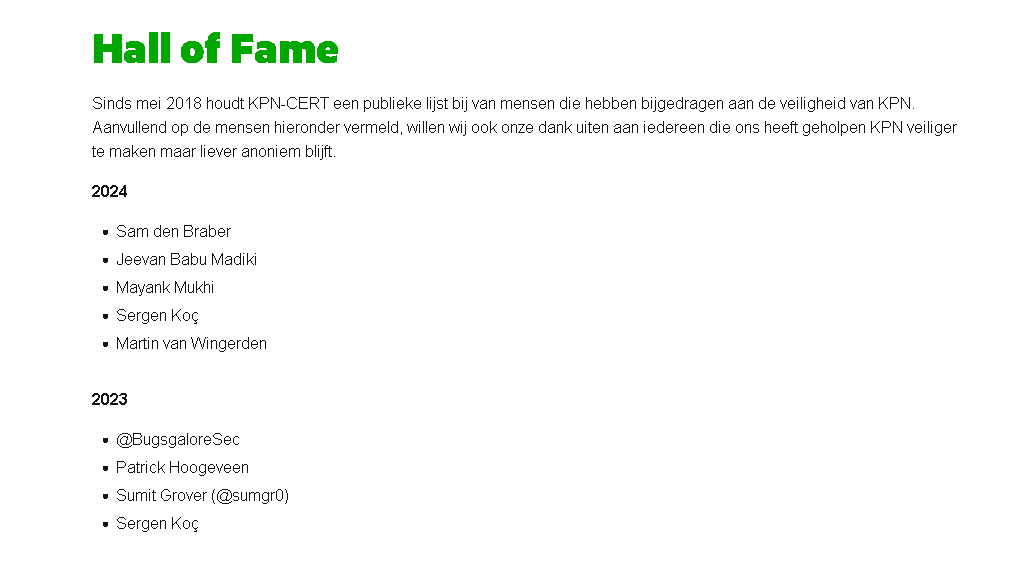 Hall of Fame
Sinds mei 2018 houdt KPN-CERT een publieke lijst bij van mensen die hebben bijgedragen aan de veiligheid van KPN.
Aanvullend op de mensen hieronder vermeld, willen wij ook onze dank uiten aan iedereen die ons heeft geholpen KPN veiliger
te maken maar liever anoniem blijft.
2024
• Sam den Braber
• Jeevan Babu Madiki
• Mayank Mukhi
• Sergen Koç
• Martin van Wingerden
2023
• @BugsgaloreSec
• Patrick Hoogeveen
• Sumit Grover (@sumgr0)
• Sergen Koç